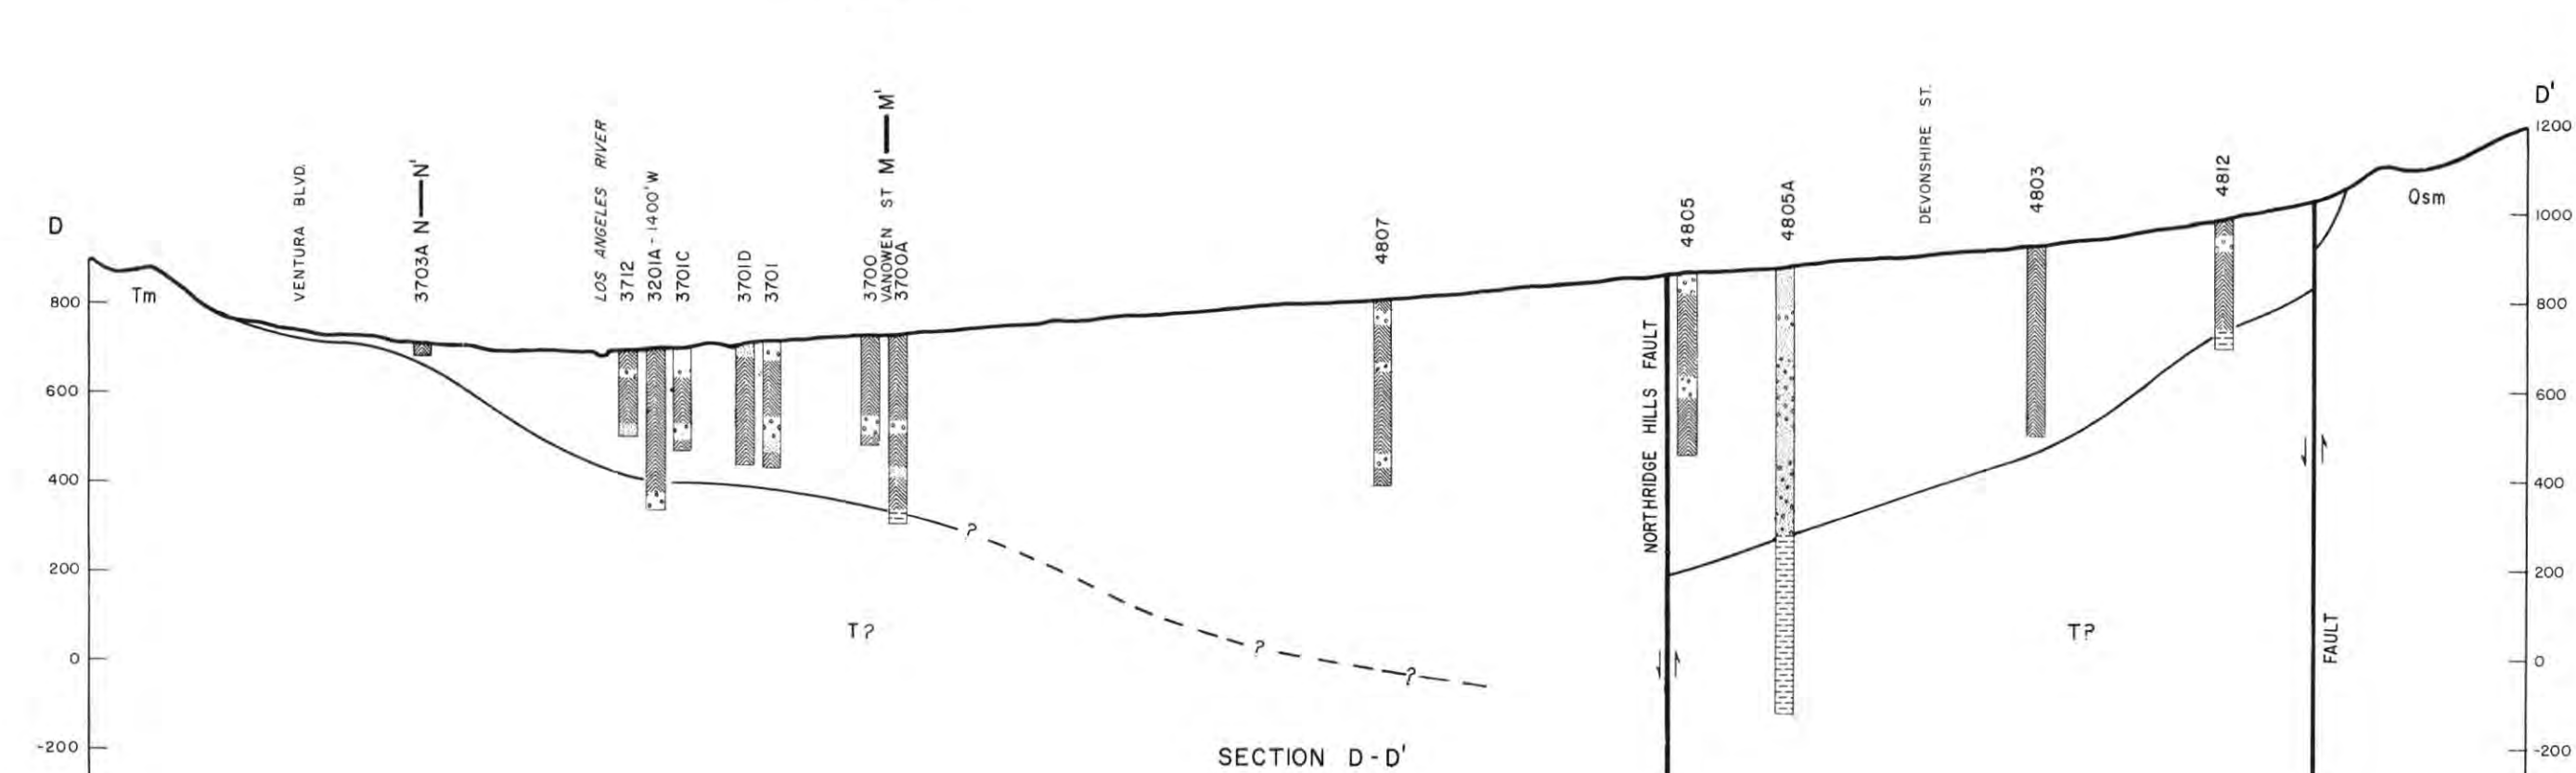 D
D'
1200
1000
800
600
400
200
0
-200
800
600
400
200
0
-200
Tm
VENTURA BLVD.
3703A N—N'
LOS ANGELES RIVER
3712
3201A - 1400' W
3701C
3701D
3701
3700
VANOWEN ST M—M'
3700A
4807
NORTHRIDGE HILLS FAULT
4805
4805A
DEVONSHIRE ST.
4803
4812
Qsm
?
?
?
T?
T?
FAULT
SECTION D-D'